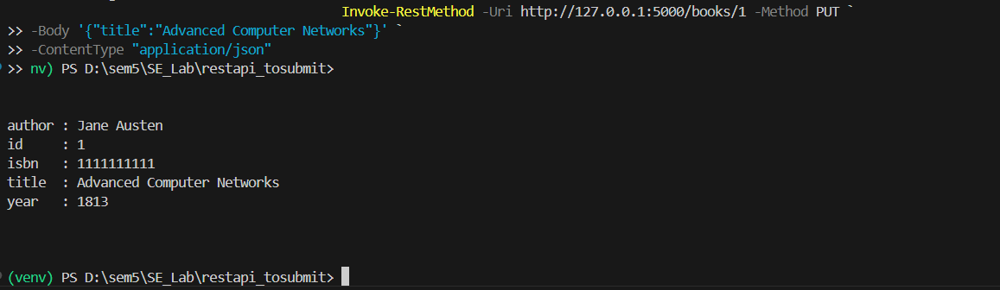 Invoke-RestMethod -Uri http://127.0.0.1:5000/books/1 -Method PUT `
>> -Body '{"title":"Advanced Computer Networks"}' `
>> -ContentType "application/json"
>> nv) PS D:\sem5\SE_Lab\restapi_tosubmit>
author : Jane Austen
id     : 1
isbn   : 1111111111
title  : Advanced Computer Networks
year   : 1813
(venv) PS D:\sem5\SE_Lab\restapi_tosubmit>